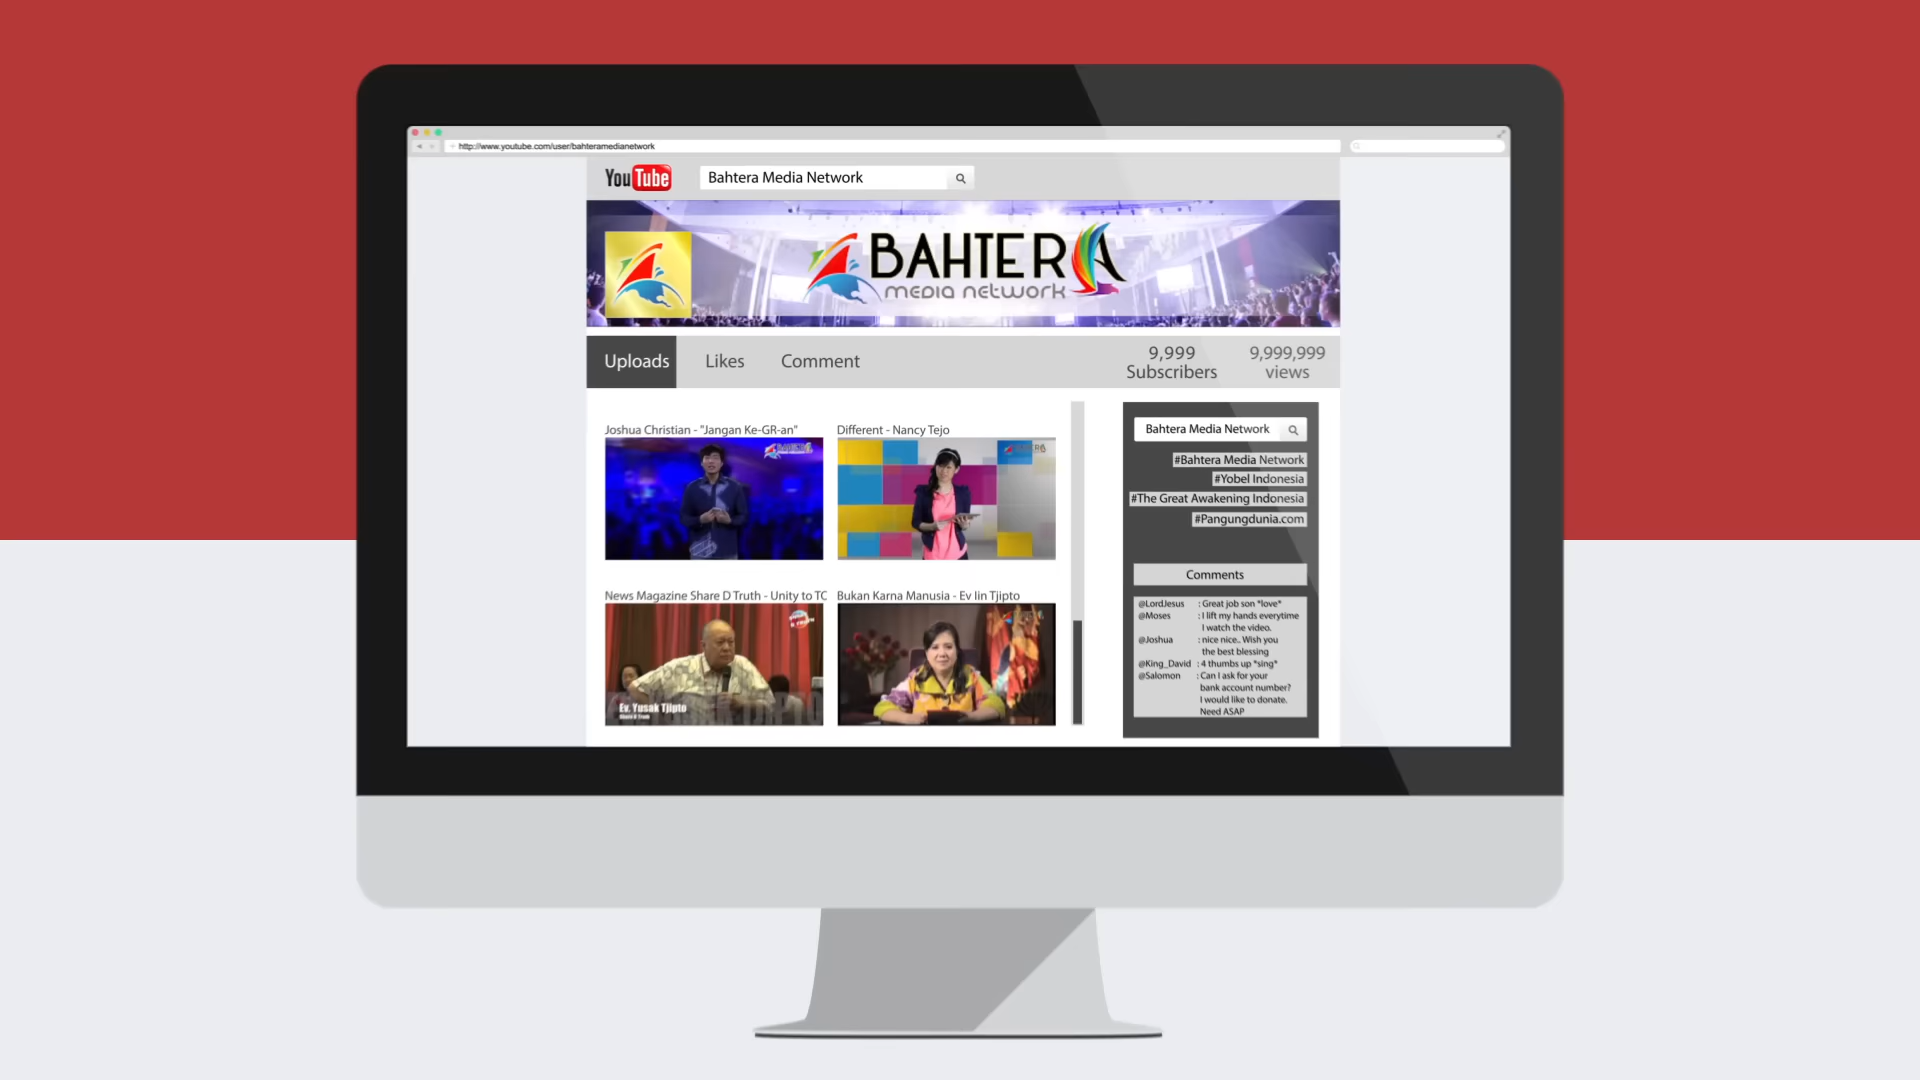 http://www.youtube.com/user/bahteramedianetwork
YouTube
Bahtera Media Network
BAHTERA
media network
Uploads
Likes
Comment
9,999
Subscribers
9,999,999
views
Joshua Christian - "Jangan Ke-GR-an"
Different - Nancy Tejo
News Magazine Share D Truth - Unity to TC
Ev. Yusak Tjipto
Share D Truth
Bukan Karna Manusia - Ev Iin Tjipto
Bahtera Media Network
#Bahtera Media Network
#Yobel Indonesia
#The Great Awakening Indonesia
#Pangungdunia.com
Comments
@LordJesus : Great job son *love*
@Moses : I lift my hands everytime
I watch the video.
@Joshua : nice nice.. Wish you
the best blessing
@King_David : 4 thumbs up *sing*
@Salomon : Can I ask for your
bank account number?
I would like to donate.
Need ASAP